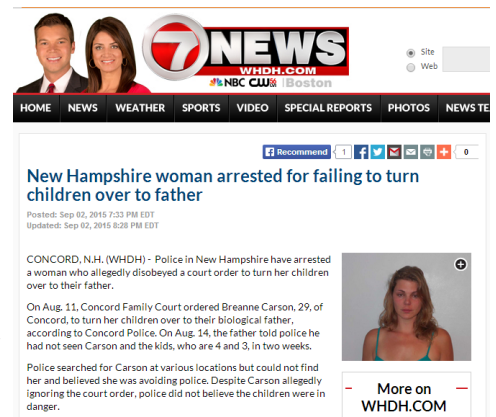 7 NEWS
WHDH.COM
NBC CW Boston
Site
Web
HOME NEWS WEATHER SPORTS VIDEO SPECIAL REPORTS PHOTOS NEWS TE
Recommend 1 0
New Hampshire woman arrested for failing to turn
children over to father
Posted: Sep 02, 2015 7:33 PM EDT
Updated: Sep 02, 2015 8:28 PM EDT
CONCORD, N.H. (WHDH) - Police in New Hampshire have arrested
a woman who allegedly disobeyed a court order to turn her children
over to their father.
On Aug. 11, Concord Family Court ordered Breanne Carson, 29, of
Concord, to turn her children over to their biological father,
according to Concord Police. On Aug. 14, the father told police he
had not seen Carson and the kids, who are 4 and 3, in two weeks.
Police searched for Carson at various locations but could not find
her and believed she was avoiding police. Despite Carson allegedly
ignoring the court order, police did not believe the children were in
danger.
More on
WHDH.COM